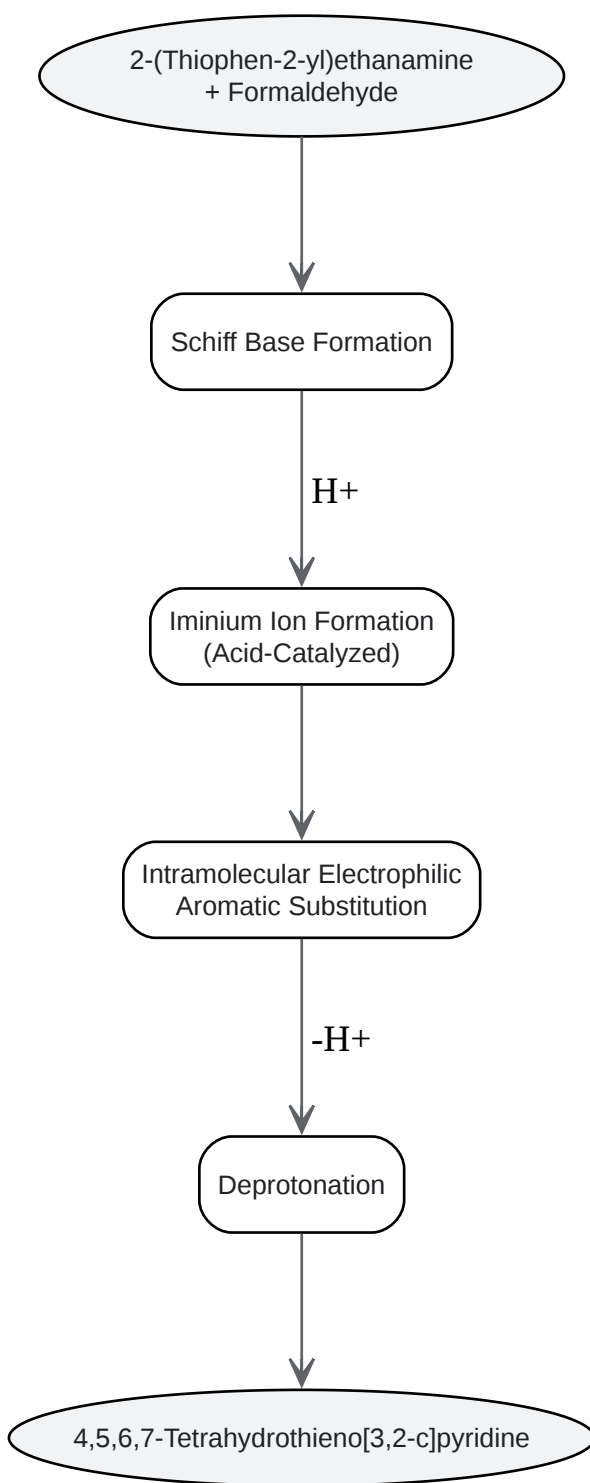 2-(Thiophen-2-yl)ethanamine
+ Formaldehyde
Schiff Base Formation
H+
Iminium Ion Formation
(Acid-Catalyzed)
Intramolecular Electrophilic
Aromatic Substitution
-H+
Deprotonation
4,5,6,7-Tetrahydrothieno[3,2-c]pyridine